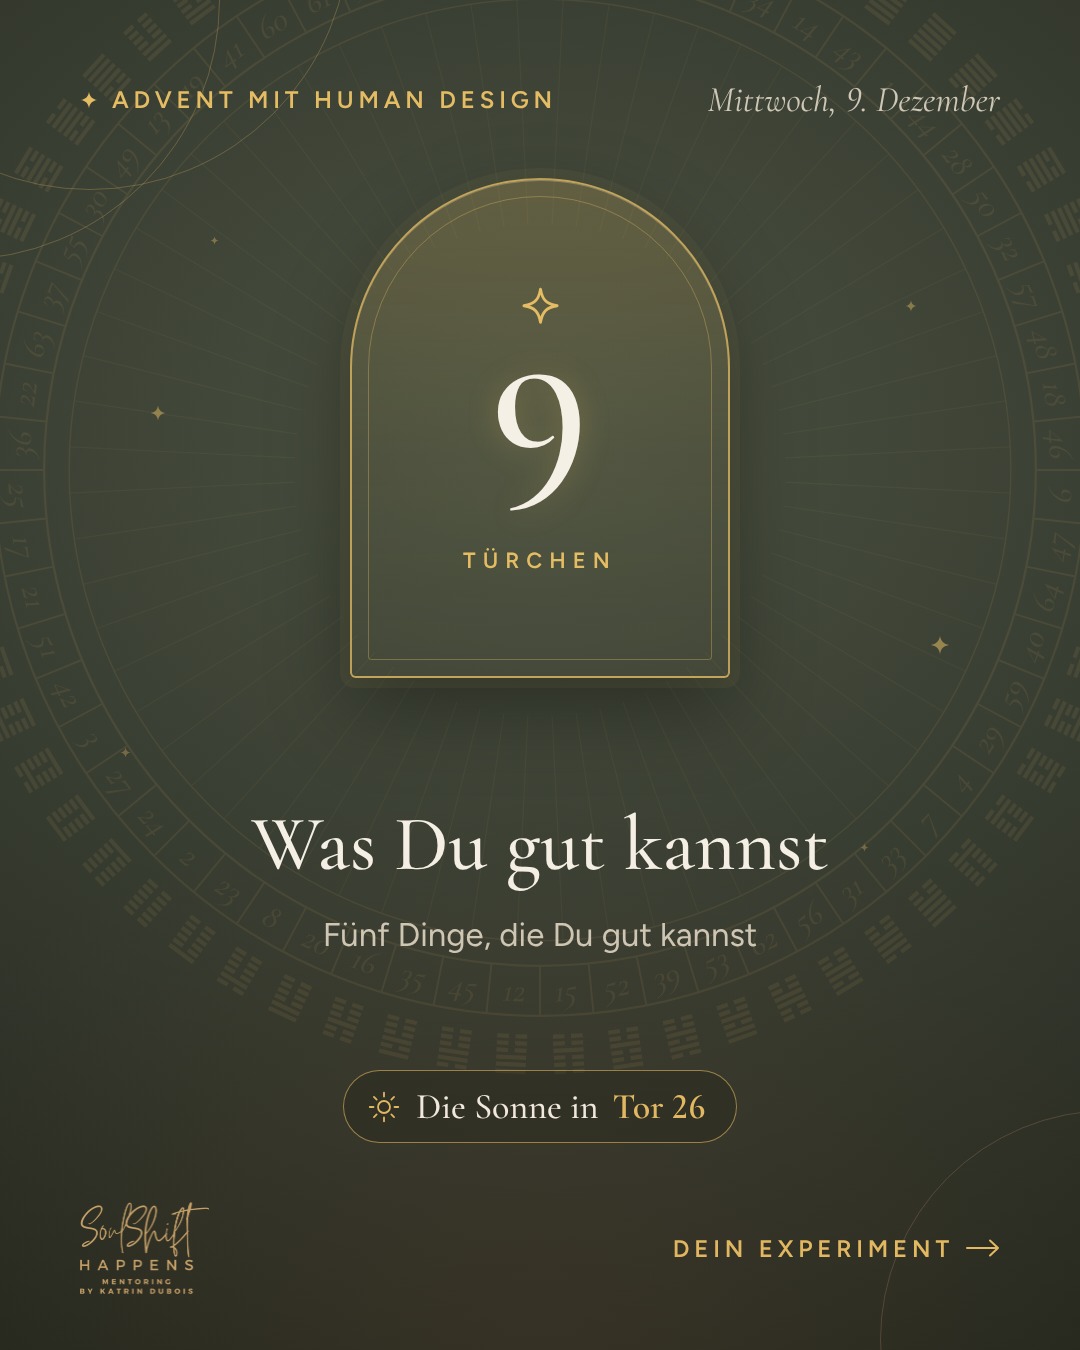 ADVENT MIT HUMAN DESIGN
Mittwoch, 9. Dezember
9
TÜRCHEN
Was Du gut kannst
Fünf Dinge, die Du gut kannst
Die Sonne in Tor 26
SoulShift
HAPPENS
MENTORING
BY KATRIN DUBOIS
DEIN EXPERIMENT →